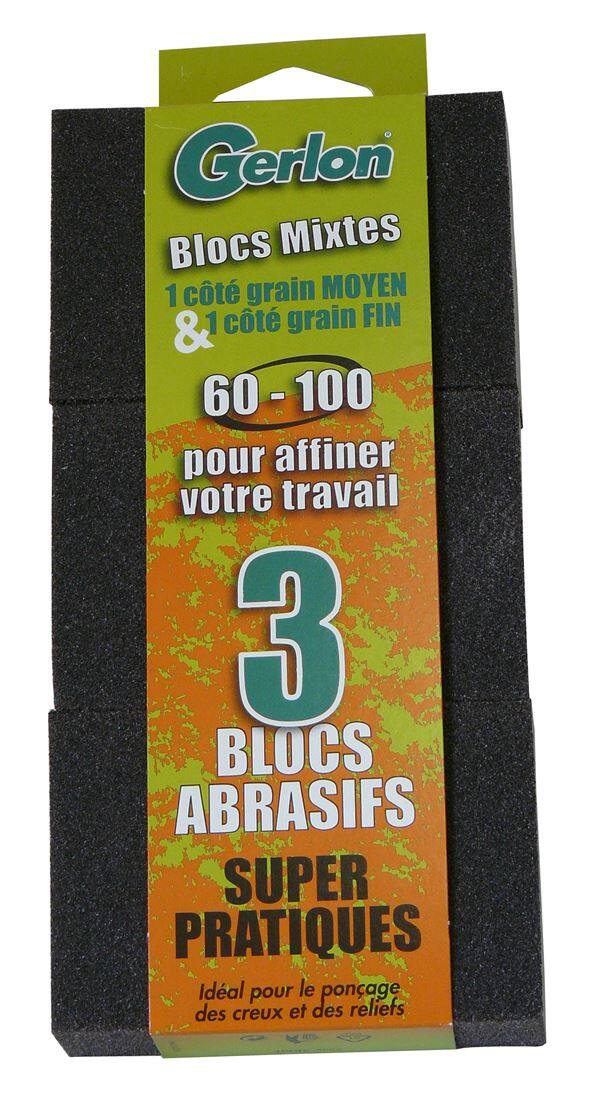 Gerlon®
Blocs Mixtes
1 côté grain MOYEN
& 1 côté grain FIN
60 - 100
pour affiner
votre travail
3
BLOCS
ABRASIFS
SUPER
PRATIQUES
Idéal pour le ponçage
des creux et des reliefs